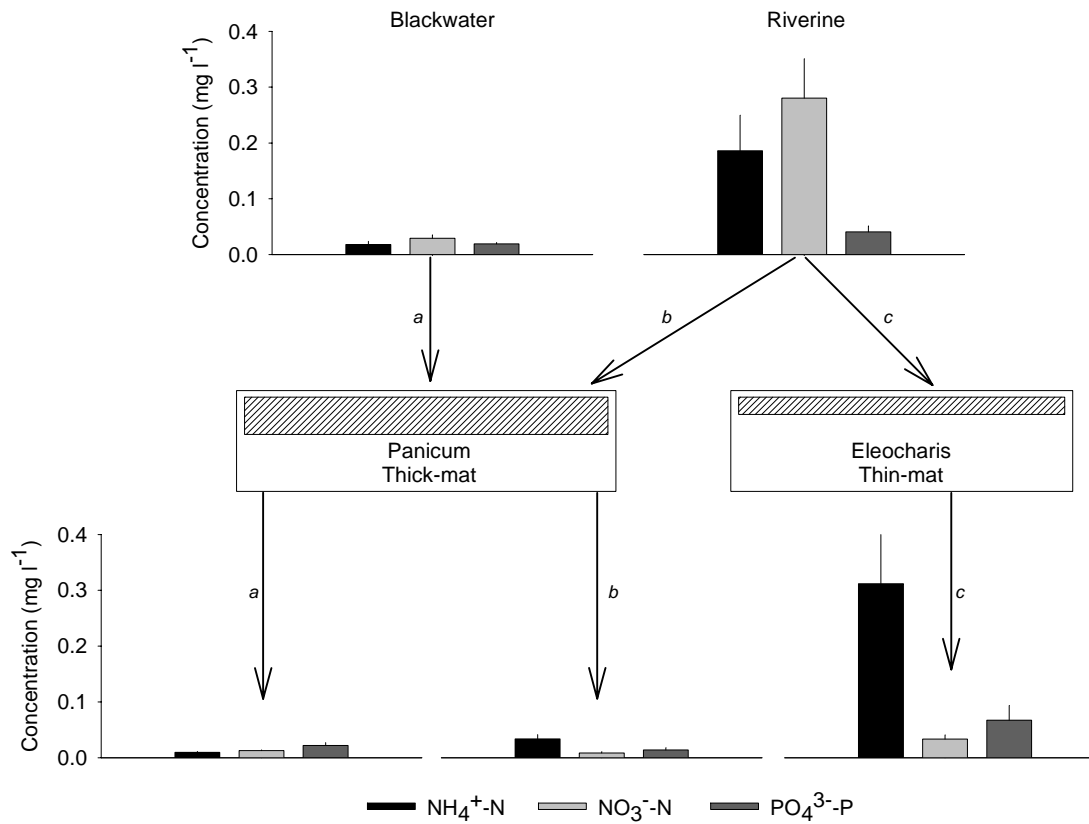 Blackwater
Riverine
Concentration (mg l-1)
0.4
0.3
0.2
0.1
0.0
a
b
c
Panicum
Thick-mat
Eleocharis
Thin-mat
Concentration (mg l-1)
0.4
0.3
0.2
0.1
0.0
a
b
c
NH4+-N
NO3--N
PO43--P